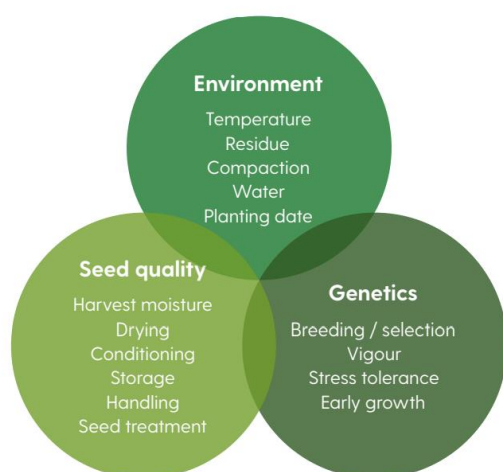 Environment
Temperature
Residue
Compaction
Water
Planting date
Seed quality
Harvest moisture
Drying
Conditioning
Storage
Handling
Seed treatment
Genetics
Breeding / selection
Vigour
Stress tolerance
Early growth